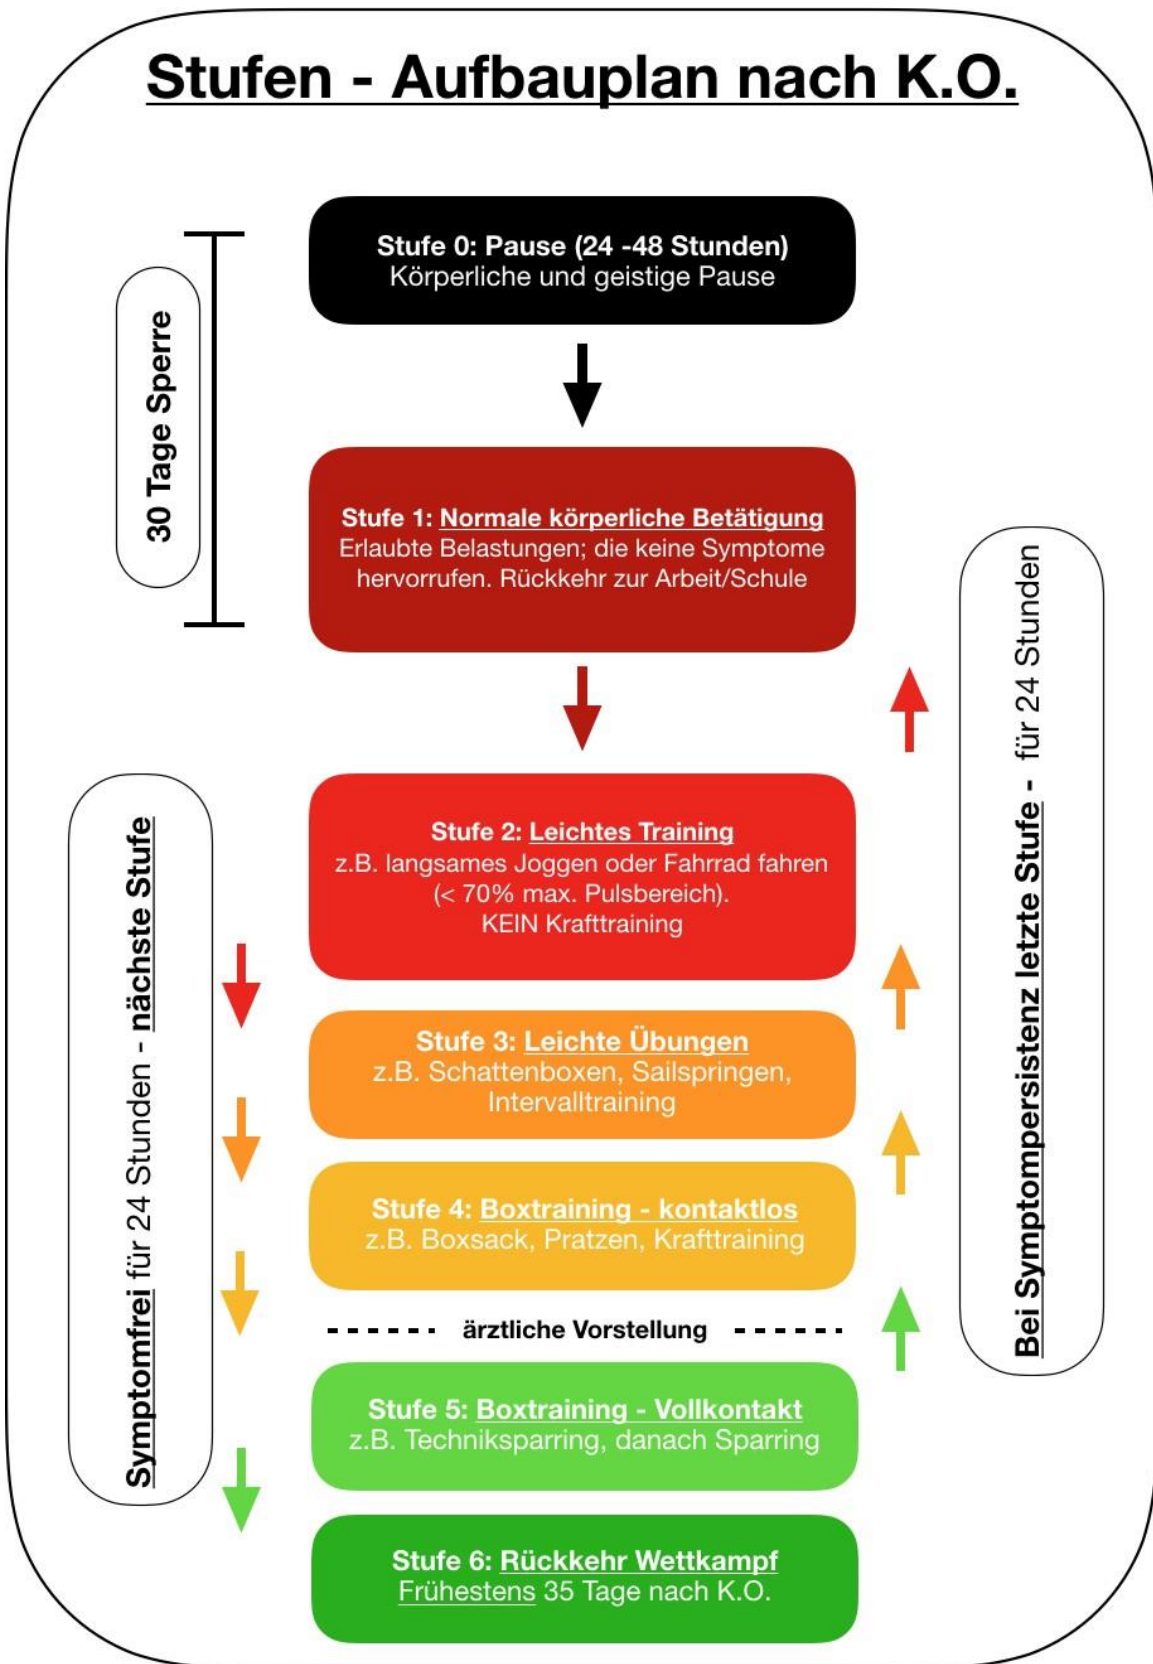 Stufen - Aufbauplan nach K.O.
Stufe 0: Pause (24 -48 Stunden)
Körperliche und geistige Pause
30 Tage Sperre
Stufe 1: Normale körperliche Betätigung
Erlaubte Belastungen; die keine Symptome
hervorrufen. Rückkehr zur Arbeit/Schule
Stufe 2: Leichtes Training
z.B. langsames Joggen oder Fahrrad fahren
(< 70% max. Pulsbereich).
KEIN Krafttraining
Stufe 3: Leichte Übungen
z.B. Schattenboxen, Sailspringen,
Intervalltraining
Stufe 4: Boxtraining - kontaktlos
z.B. Boxsack, Pratzen, Krafttraining
ärztliche Vorstellung
Stufe 5: Boxtraining - Vollkontakt
z.B. Techniksparring, danach Sparring
Stufe 6: Rückkehr Wettkampf
Frühestens 35 Tage nach K.O.
Symptomfrei für 24 Stunden - nächste Stufe
Bei Symptompersistenz letzte Stufe - für 24 Stunden